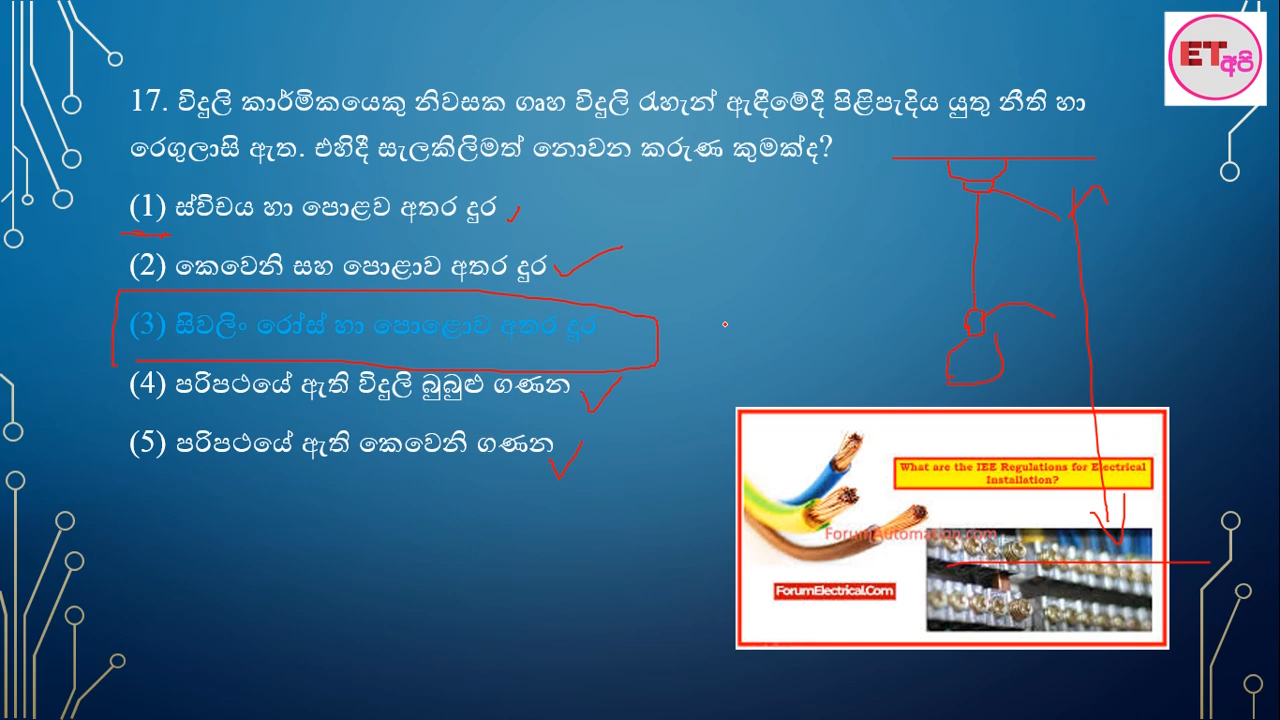 ET
අපි
17. විදුලි කාර්මිකයෙකු නිවසක ගෘහ විදුලි රැහැන් ඇදීමේදී පිළිපැදිය යුතු නීති හා
රෙගුලාසි ඇත. එහිදී සැලකිලිමත් නොවන කරුණ කුමක්ද?
(1) ස්විචය හා පොළව අතර දුර
(2) කෙවෙනි සහ පොළාව අතර දුර
(3) සිවලිං රෝස් හා පොළොව අතර දුර
(4) පරිපථයේ ඇති විදුලි බුබුළු ගණන
(5) පරිපථයේ ඇති කෙවෙනි ගණන
What are the IEE Regulations for Electrical
Installation?
ForumAutomation.com
ForumElectrical.Com